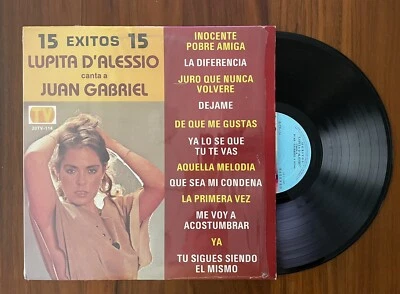 15 EXITOS 15
LUPITA D'ALESSIO
canta a
JUAN GABRIEL
TV
INOCENTE
POBRE AMIGA
LA DIFERENCIA
JURO QUE NUNCA
VOLVERE
DEJAME
DE QUE ME GUSTAS
YA LO SE QUE
TU TE VAS
AQUELLA MELODIA
QUE SEA MI CONDENA
LA PRIMERA VEZ
ME VOY A
ACOSTUMBRAR
YA
TU SIGUES SIENDO
EL MISMO